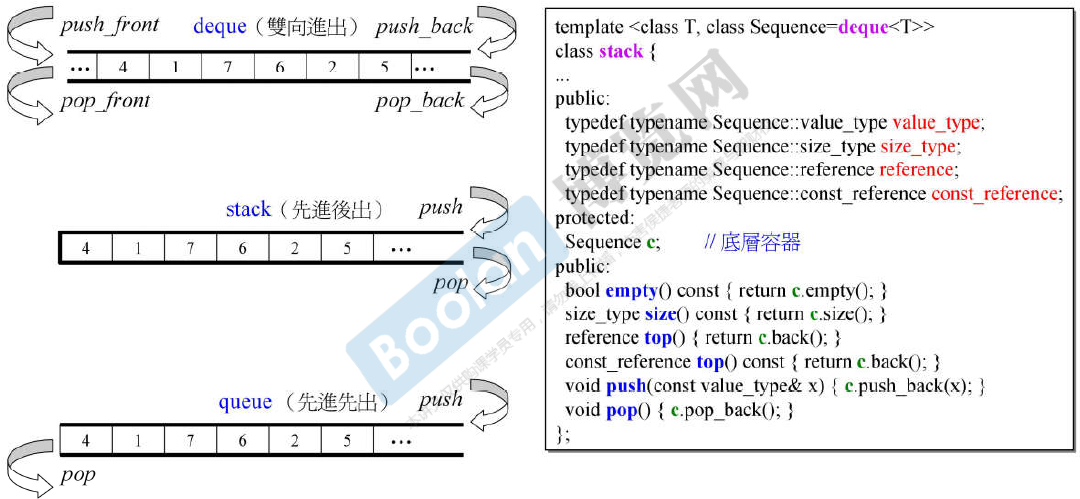 push_front deque（雙向進出） push_back
... 4 1 7 6 2 5 ...
pop_front pop_back
stack（先進後出） push
4 1 7 6 2 5 ...
pop
queue （先進先出） push
4 1 7 6 2 5 ...
pop
template <class T, class Sequence=deque<T>>
class stack {
...
public:
typedef typename Sequence::value_type value_type;
typedef typename Sequence::size_type size_type;
typedef typename Sequence::reference reference;
typedef typename Sequence::const_reference const_reference;
protected:
Sequence c; // 底層容器
public:
bool empty() const { return c.empty(); }
size_type size() const { return c.size(); }
reference top() { return c.back(); }
const_reference top() const { return c.back(); }
void push(const value_type& x) { c.push_back(x); }
void pop() { c.pop_back(); }
};
Boolan
博览网